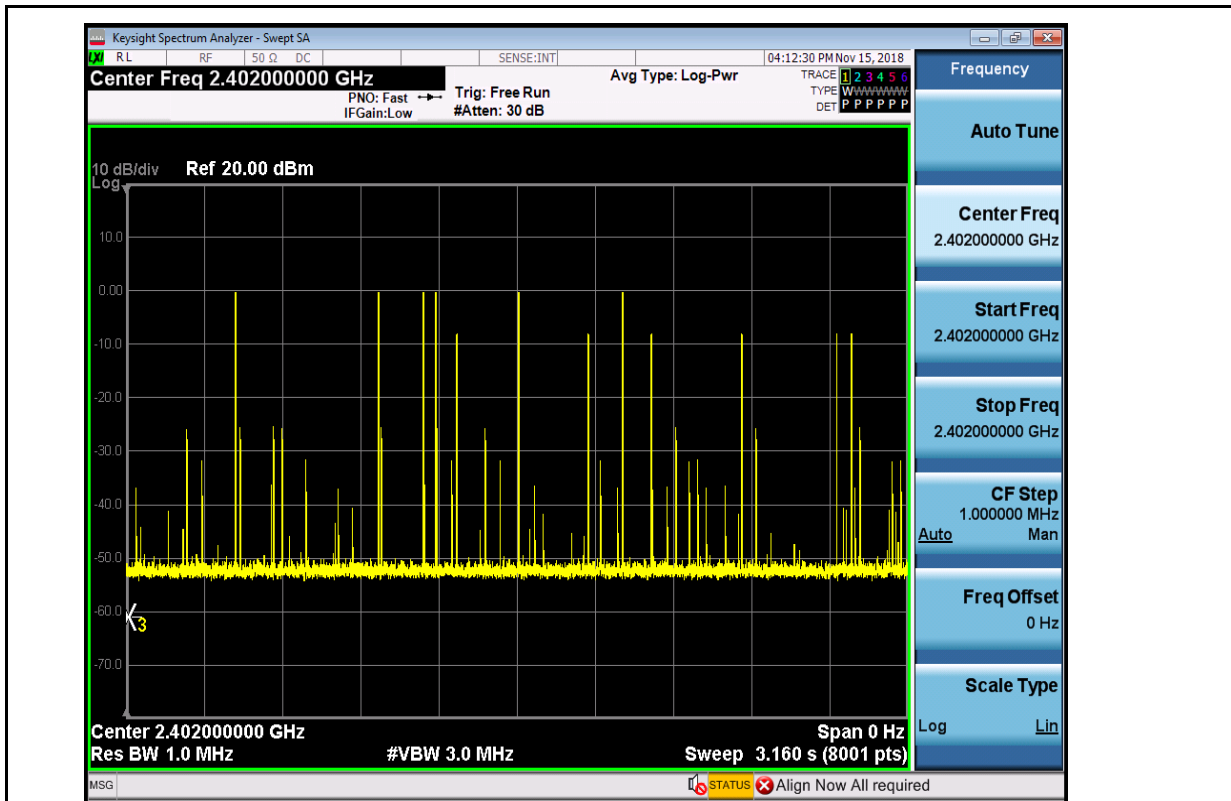 Keysight Spectrum Analyzer - Swept SA
LXI RL RF 50 Ω DC SENSE:INT 04:12:30 PM Nov 15, 2018
Center Freq 2.402000000 GHz
PNO: Fast
IFGain:Low
Trig: Free Run
#Atten: 30 dB
Avg Type: Log-Pwr
TRACE 1 2 3 4 5 6
TYPE WWWWWW
DET P P P P P P
10 dB/div Ref 20.00 dBm
Log
10.0
0.00
-10.0
-20.0
-30.0
-40.0
-50.0
-60.0
3
-70.0
Center 2.402000000 GHz Span 0 Hz
Res BW 1.0 MHz #VBW 3.0 MHz Sweep 3.160 s (8001 pts)
Frequency
Auto Tune
Center Freq
2.402000000 GHz
Start Freq
2.402000000 GHz
Stop Freq
2.402000000 GHz
CF Step
1.000000 MHz
Auto Man
Freq Offset
0 Hz
Scale Type
Log Lin
MSG STATUS Align Now All required